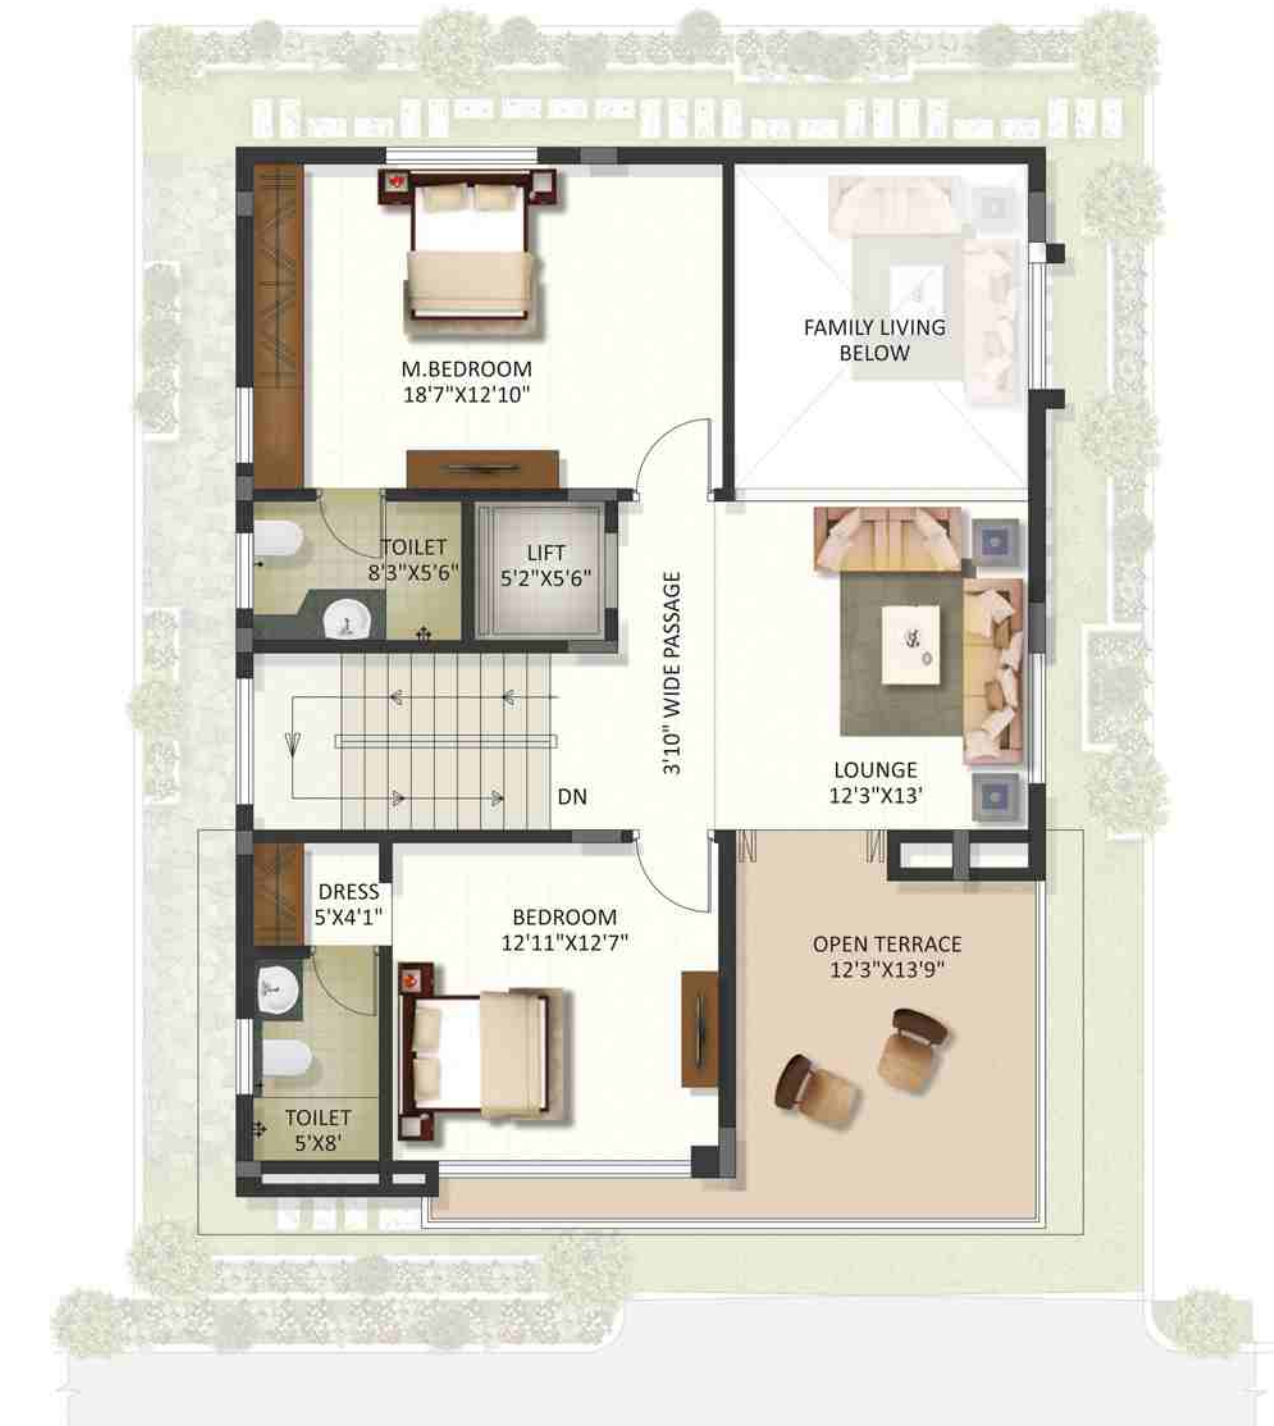 FAMILY LIVING
BELOW
M.BEDROOM
18'7"X12'10"
TOILET
8'3"X5'6"
LIFT
5'2"X5'6"
3'10" WIDE PASSAGE
LOUNGE
12'3"X13'
DN
DRESS
5'X4'1"
BEDROOM
12'11"X12'7"
OPEN TERRACE
12'3"X13'9"
TOILET
5'X8'